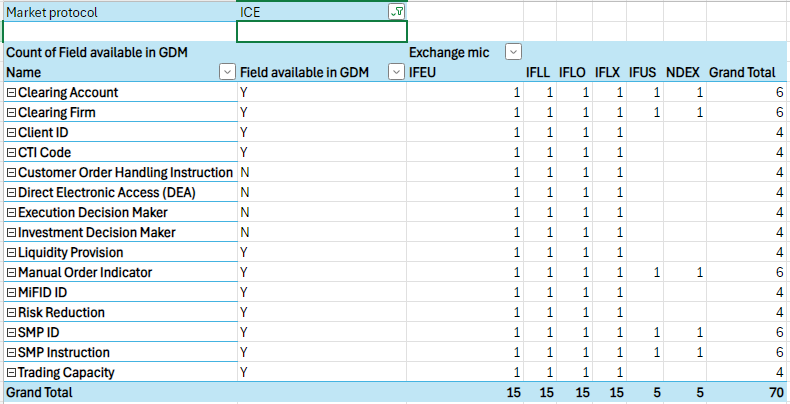 Market protocol ICE
Count of Field available in GDM Exchange mic
Name Field available in GDM IFEU IFLL IFLO IFLX IFUS NDEX Grand Total
Clearing Account Y 1 1 1 1 1 1 6
Clearing Firm Y 1 1 1 1 1 1 6
Client ID Y 1 1 1 1 4
CTI Code Y 1 1 1 1 4
Customer Order Handling Instruction N 1 1 1 1 4
Direct Electronic Access (DEA) N 1 1 1 1 4
Execution Decision Maker N 1 1 1 1 4
Investment Decision Maker N 1 1 1 1 4
Liquidity Provision Y 1 1 1 1 4
Manual Order Indicator Y 1 1 1 1 1 1 6
MiFID ID Y 1 1 1 1 4
Risk Reduction Y 1 1 1 1 4
SMP ID Y 1 1 1 1 1 1 6
SMP Instruction Y 1 1 1 1 1 1 6
Trading Capacity Y 1 1 1 1 4
Grand Total 15 15 15 15 5 5 70